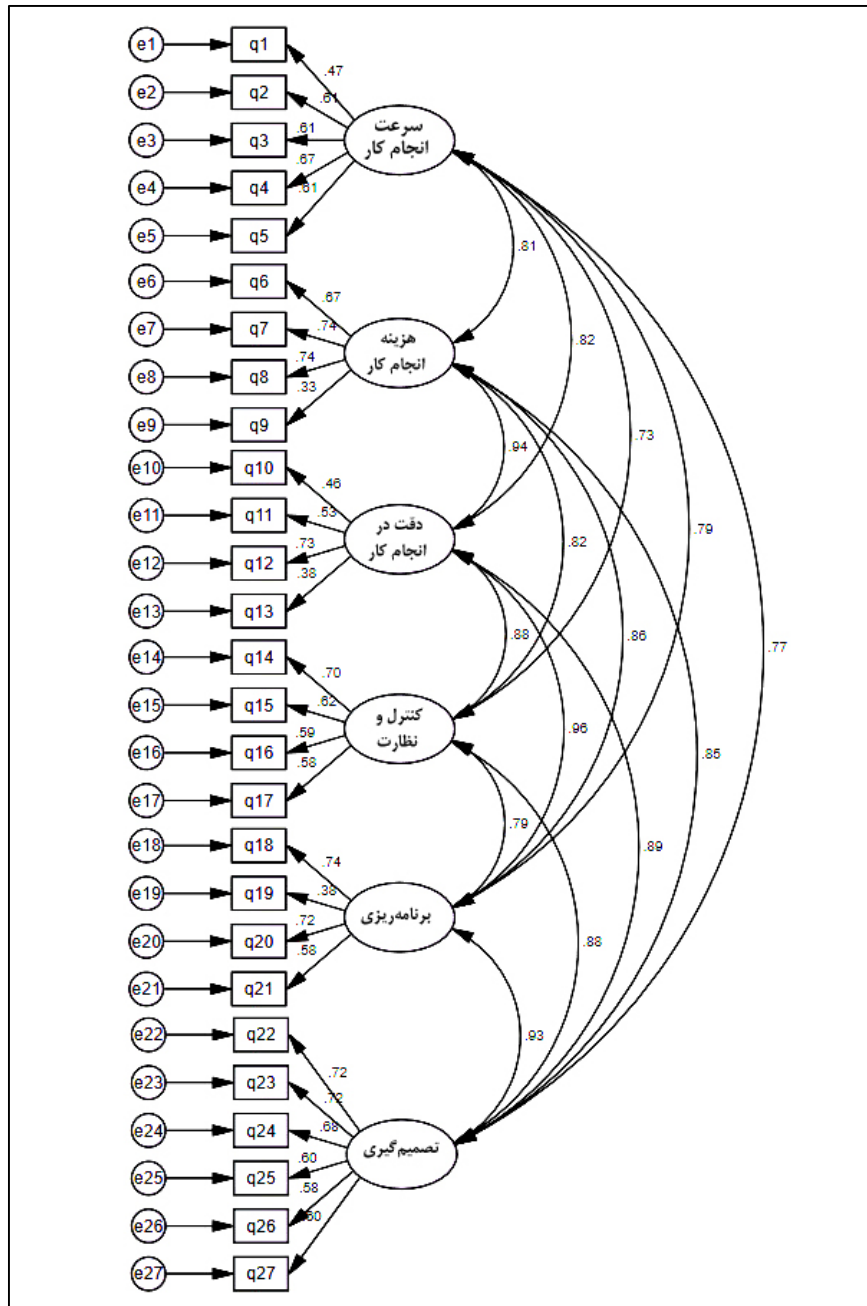 e1 q1
.47
e2 q2
.61
سرعت
انجام کار
e3 q3
.61
e4 q4
.67
.61
e5 q5
.81
e6 q6
.67
e7 q7
.74
هزینه
انجام کار
.82
e8 q8
.74
.33
e9 q9
.73
.94
e10 q10
.46
e11 q11
.53
دقت در
انجام کار
.79
.82
e12 q12
.73
.38
e13 q13
.88
.86
.77
e14 q14
.70
e15 q15
.62
کنترل و
نظارت
.96
.85
e16 q16
.59
.58
e17 q17
.79
.89
e18 q18
.74
e19 q19
.38
برنامه‌ریزی
e20 q20
.72
.88
.58
e21 q21
.93
e22 q22
.72
e23 q23
.72
e24 q24
.68
تصمیم‌گیری
e25 q25
.60
.58
e26 q26
.60
e27 q27